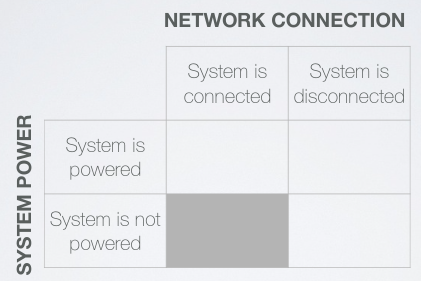 NETWORK CONNECTION
System is
connected
System is
disconnected
SYSTEM POWER
System is
powered
System is not
powered